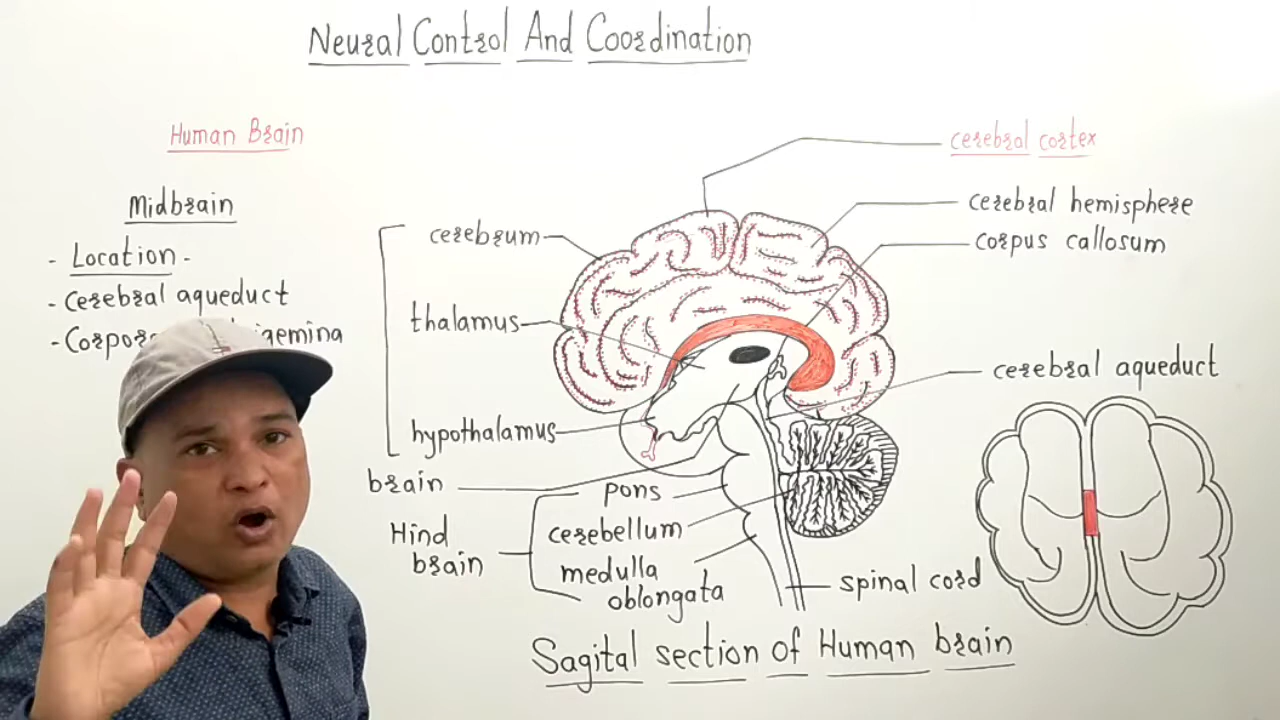 Neural Control And Coordination
Human Brain
Midbrain
- Location -
- Cerebral aqueduct
- Corpora
cerebrum
thalamus
hypothalamus
brain
Hind
brain
pons
cerebellum
medulla
oblongata
cerebral cortex
cerebral hemisphere
corpus callosum
cerebral aqueduct
spinal cord
Sagital section of Human brain